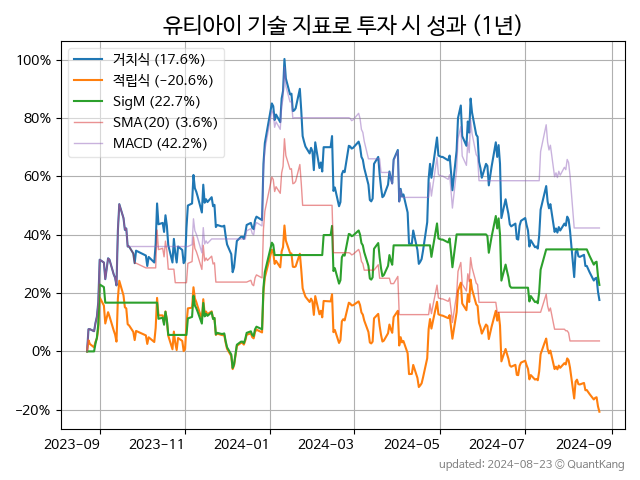 유티아이 기술 지표로 투자 시 성과 (1년)
100%
80%
60%
40%
20%
0%
−20%
거치식 (17.6%)
적립식 (−20.6%)
SigM (22.7%)
SMA(20) (3.6%)
MACD (42.2%)
2023-09
2023-11
2024-01
2024-03
2024-05
2024-07
2024-09
updated: 2024-08-23 © QuantKang